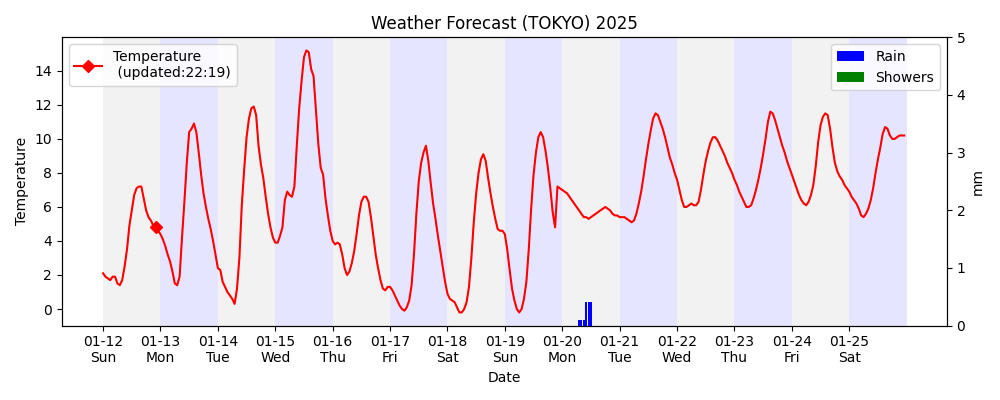 Weather Forecast (TOKYO) 2025
Temperature
(updated:22:19)
Rain
Showers
Temperature
14
12
10
8
6
4
2
0
5
4
3
2
1
0
mm
01-12 01-13 01-14 01-15 01-16 01-17 01-18 01-19 01-20 01-21 01-22 01-23 01-24 01-25
Sun Mon Tue Wed Thu Fri Sat Sun Mon Tue Wed Thu Fri Sat
Date